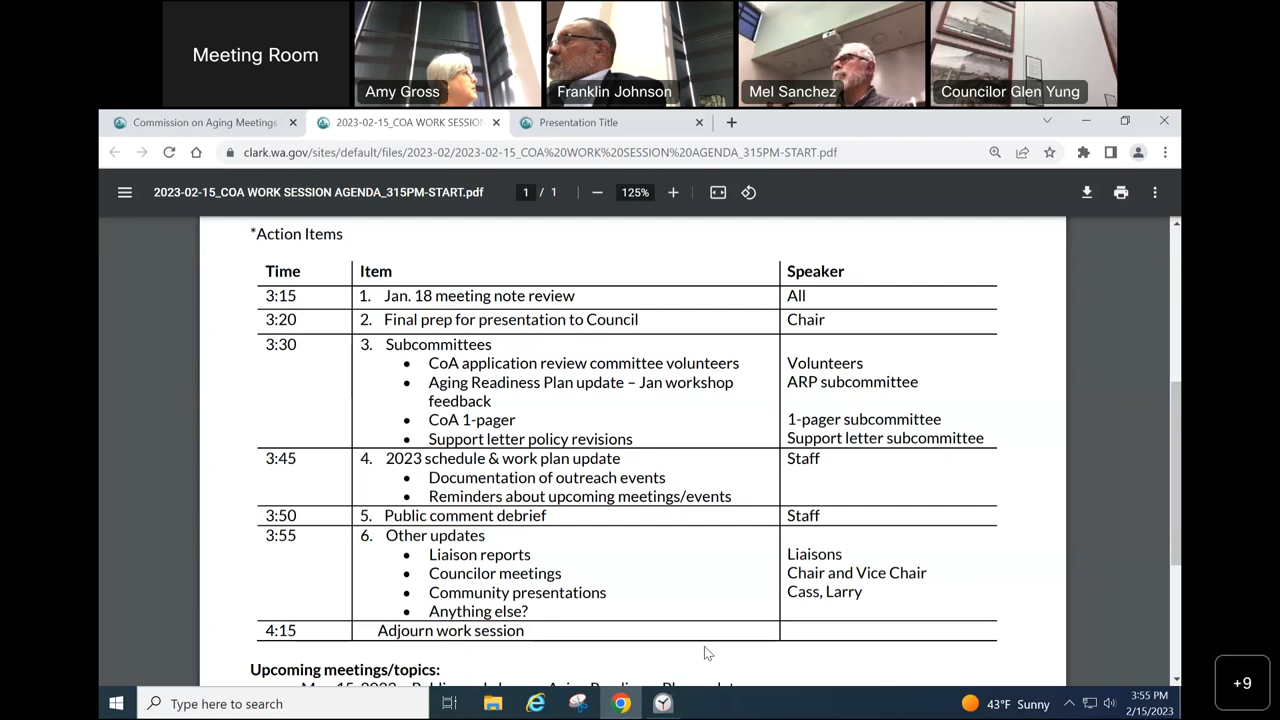 Meeting Room
Amy Gross
Franklin Johnson
Mel Sanchez
Councilor Glen Yung
Commission on Aging Meetings
2023-02-15_COA WORK SESSION
Presentation Title
clark.wa.gov/sites/default/files/2023-02/2023-02-15_COA%20WORK%20SESSION%20AGENDA_315PM-START.pdf
2023-02-15_COA WORK SESSION AGENDA_315PM-START.pdf
1 / 1
125%
*Action Items
Time Item Speaker
3:15 1. Jan. 18 meeting note review All
3:20 2. Final prep for presentation to Council Chair
3:30 3. Subcommittees
• CoA application review committee volunteers Volunteers
• Aging Readiness Plan update – Jan workshop ARP subcommittee
feedback
• CoA 1-pager 1-pager subcommittee
• Support letter policy revisions Support letter subcommittee
3:45 4. 2023 schedule & work plan update Staff
• Documentation of outreach events
• Reminders about upcoming meetings/events
3:50 5. Public comment debrief Staff
3:55 6. Other updates
• Liaison reports Liaisons
• Councilor meetings Chair and Vice Chair
• Community presentations Cass, Larry
• Anything else?
4:15 Adjourn work session
Upcoming meetings/topics:
+9
Type here to search
43°F Sunny
3:55 PM
2/15/2023